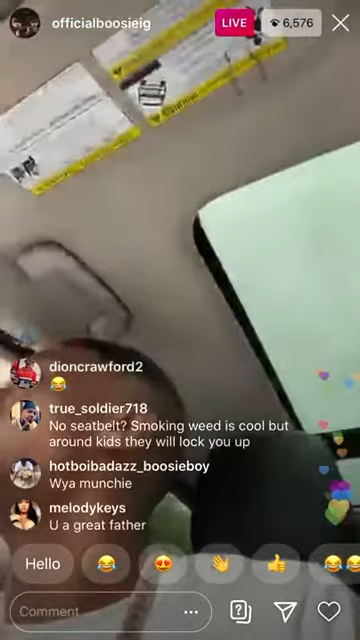 officialboosieig
LIVE
6,576
dioncrawford2
😂
true_soldier718
No seatbelt? Smoking weed is cool but
around kids they will lock you up
hotboibadazz_boosieboy
Wya munchie
melodykeys
U a great father
Hello
😂 😍 👋 👍 😂😂
Comment